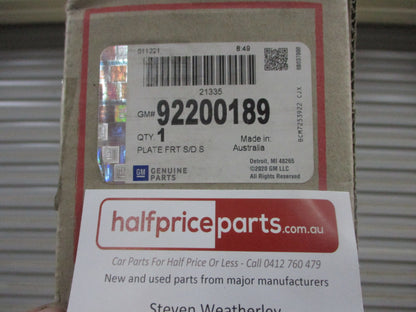 011221 8:49
21335
GM# 92200189
QTY. 1
PLATE FRT S/D S
Made in:
Australia
GM GENUINE
PARTS
Detroit, MI 48265
©2020 GM LLC
All Rights Reserved
halfpriceparts.com.au
Car Parts For Half Price Or Less - Call 0412 760 479
New and used parts from major manufacturers
Steven Weatherley